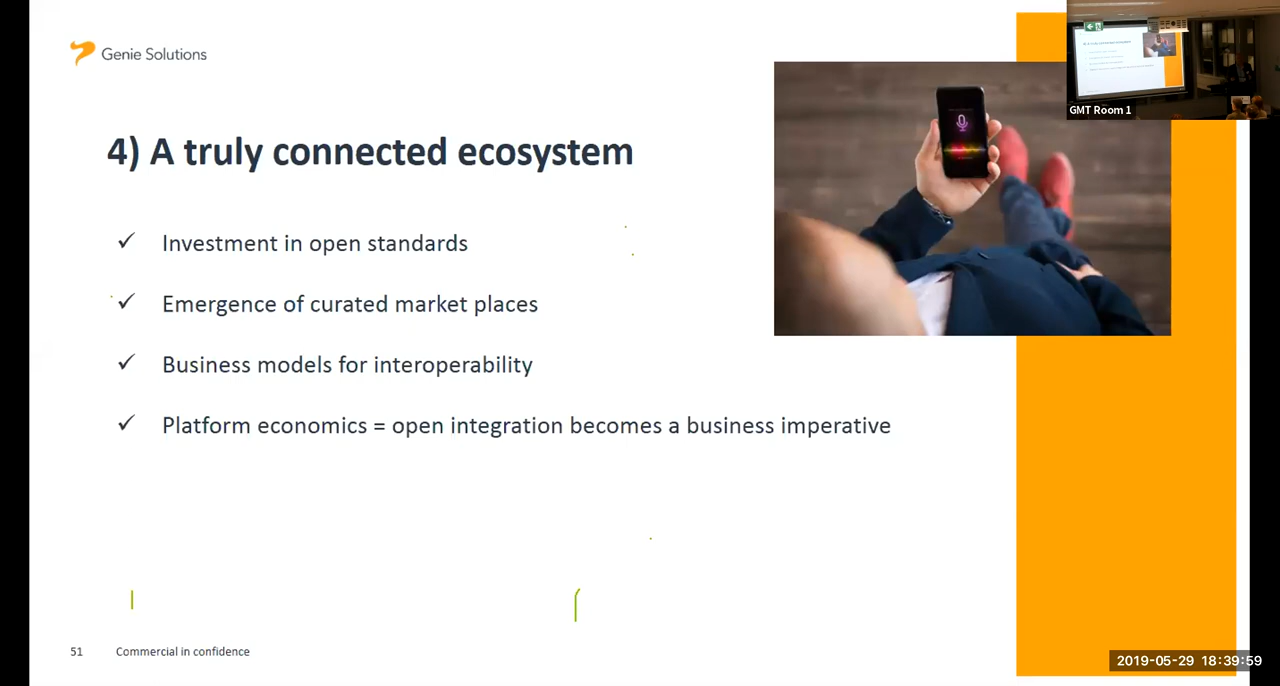 Genie Solutions
GMT Room 1
4) A truly connected ecosystem
✓ Investment in open standards
✓ Emergence of curated market places
✓ Business models for interoperability
✓ Platform economics = open integration becomes a business imperative
51 Commercial in confidence
2019-05-29 18:39:59